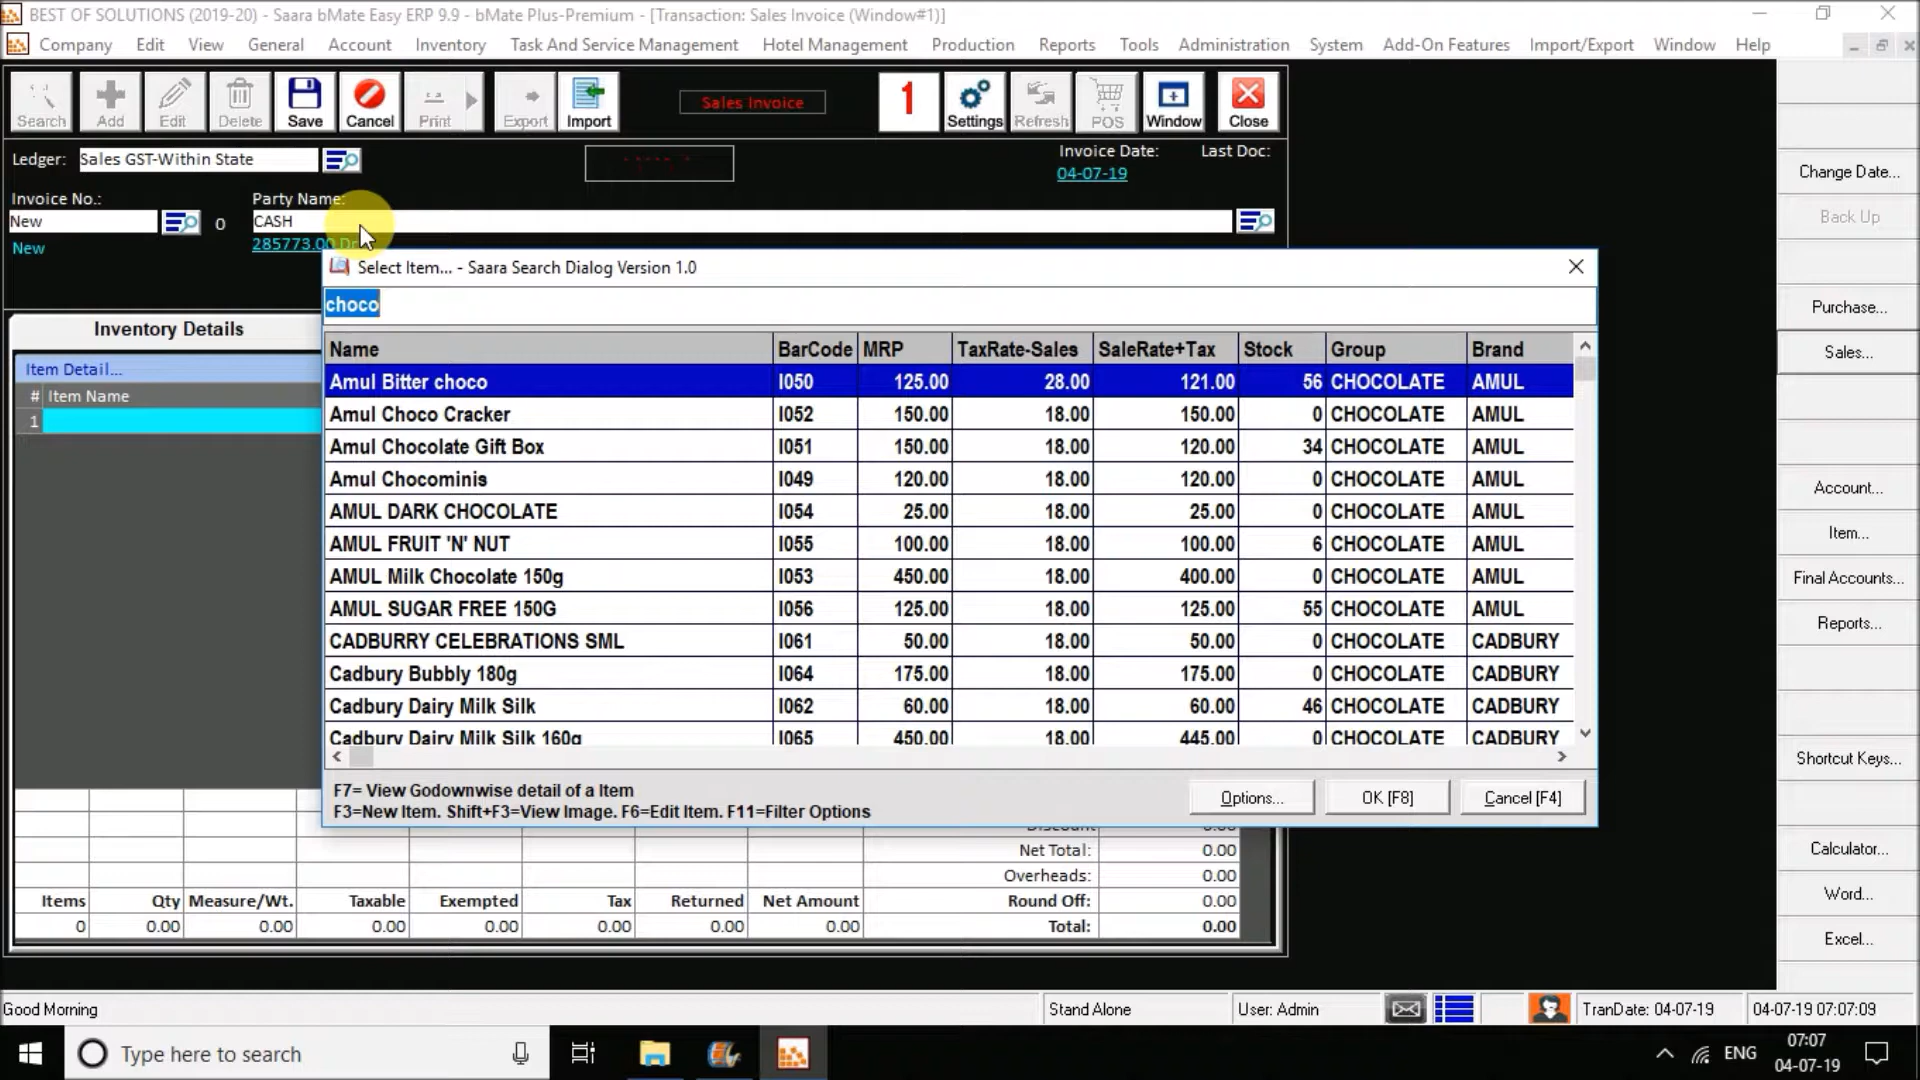 BEST OF SOLUTIONS (2019-20) - Saara bMate Easy ERP 9.9 - bMate Plus-Premium - [Transaction: Sales Invoice (Window#1)]
Company Edit View General Account Inventory Task And Service Management Hotel Management Production Reports Tools Administration System Add-On Features Import/Export Window Help
Search Add Edit Delete Save Cancel Print Export Import Sales Invoice 1 Settings Refresh POS Window Close
Ledger: Sales GST-Within State Invoice Date: Last Doc:
04-07-19
Invoice No.: Party Name:
New 0 CASH
New 285773.00 Dr
Select Item... - Saara Search Dialog Version 1.0
choco
Inventory Details
Item Detail...
# Item Name
1
Name BarCode MRP TaxRate-Sales SaleRate+Tax Stock Group Brand
Amul Bitter choco I050 125.00 28.00 121.00 56 CHOCOLATE AMUL
Amul Choco Cracker I052 150.00 18.00 150.00 0 CHOCOLATE AMUL
Amul Chocolate Gift Box I051 150.00 18.00 120.00 34 CHOCOLATE AMUL
Amul Chocominis I049 120.00 18.00 120.00 0 CHOCOLATE AMUL
AMUL DARK CHOCOLATE I054 25.00 18.00 25.00 0 CHOCOLATE AMUL
AMUL FRUIT 'N' NUT I055 100.00 18.00 100.00 6 CHOCOLATE AMUL
AMUL Milk Chocolate 150g I053 450.00 18.00 400.00 0 CHOCOLATE AMUL
AMUL SUGAR FREE 150G I056 125.00 18.00 125.00 55 CHOCOLATE AMUL
CADBURRY CELEBRATIONS SML I061 50.00 18.00 50.00 0 CHOCOLATE CADBURY
Cadbury Bubbly 180g I064 175.00 18.00 175.00 0 CHOCOLATE CADBURY
Cadbury Dairy Milk Silk I062 60.00 18.00 60.00 46 CHOCOLATE CADBURY
Cadbury Dairy Milk Silk 160g I065 450.00 18.00 445.00 0 CHOCOLATE CADBURY
F7= View Godownwise detail of a Item
F3=New Item. Shift+F3=View Image. F6=Edit Item. F11=Filter Options
Options... OK [F8] Cancel [F4]
Discount 0.00
Net Total: 0.00
Overheads: 0.00
Items Qty Measure/Wt. Taxable Exempted Tax Returned Net Amount Round Off: 0.00
0 0.00 0.00 0.00 0.00 0.00 0.00 0.00 Total: 0.00
Change Date...
Back Up
Purchase...
Sales...
Account...
Item...
Final Accounts...
Reports...
Shortcut Keys...
Calculator...
Word...
Excel...
Good Morning Stand Alone User: Admin TranDate: 04-07-19 04-07-19 07:07:09
Type here to search ENG 07:07
04-07-19